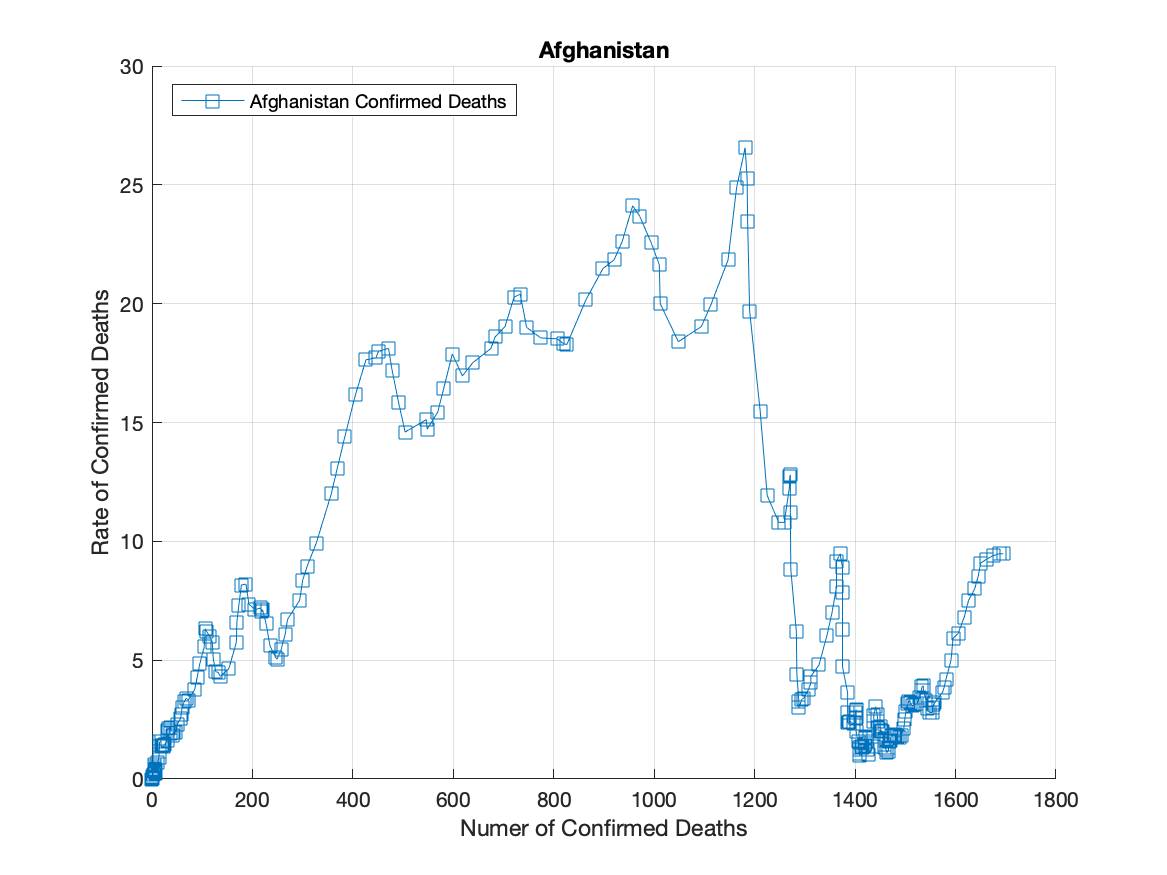 Afghanistan
Afghanistan Confirmed Deaths
30
25
20
15
10
5
0
Rate of Confirmed Deaths
0 200 400 600 800 1000 1200 1400 1600 1800
Numer of Confirmed Deaths